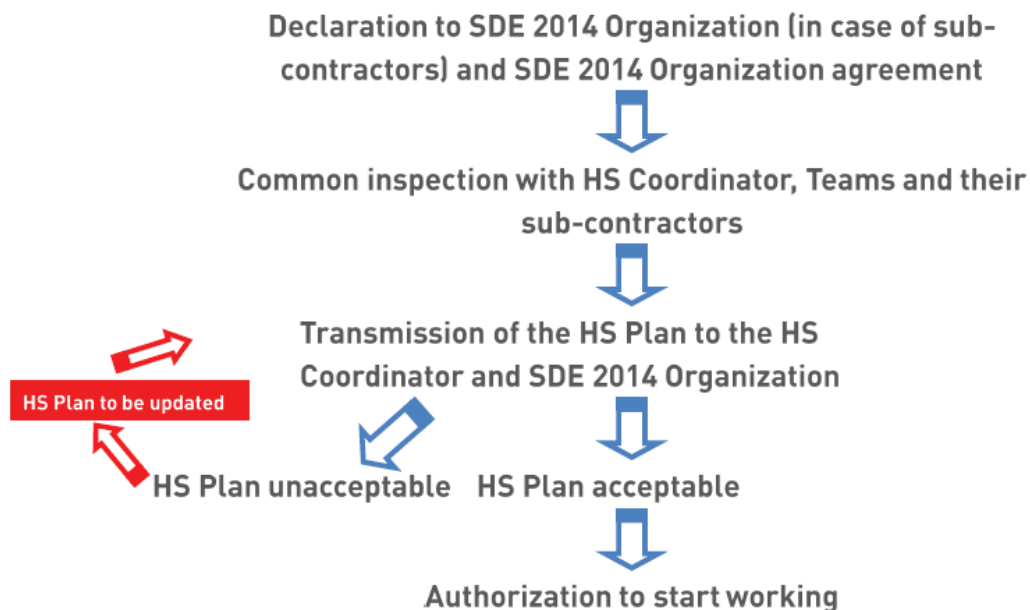 Declaration to SDE 2014 Organization (in case of sub-
contractors) and SDE 2014 Organization agreement
Common inspection with HS Coordinator, Teams and their
sub-contractors
Transmission of the HS Plan to the HS
Coordinator and SDE 2014 Organization
HS Plan to be updated
HS Plan unacceptable
HS Plan acceptable
Authorization to start working